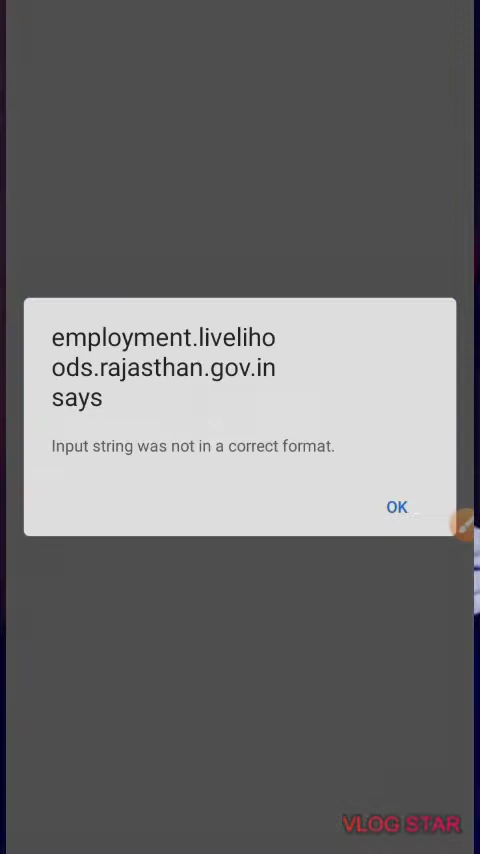 employment.liveliho
ods.rajasthan.gov.in
says
Input string was not in a correct format.
OK
VLOG STAR